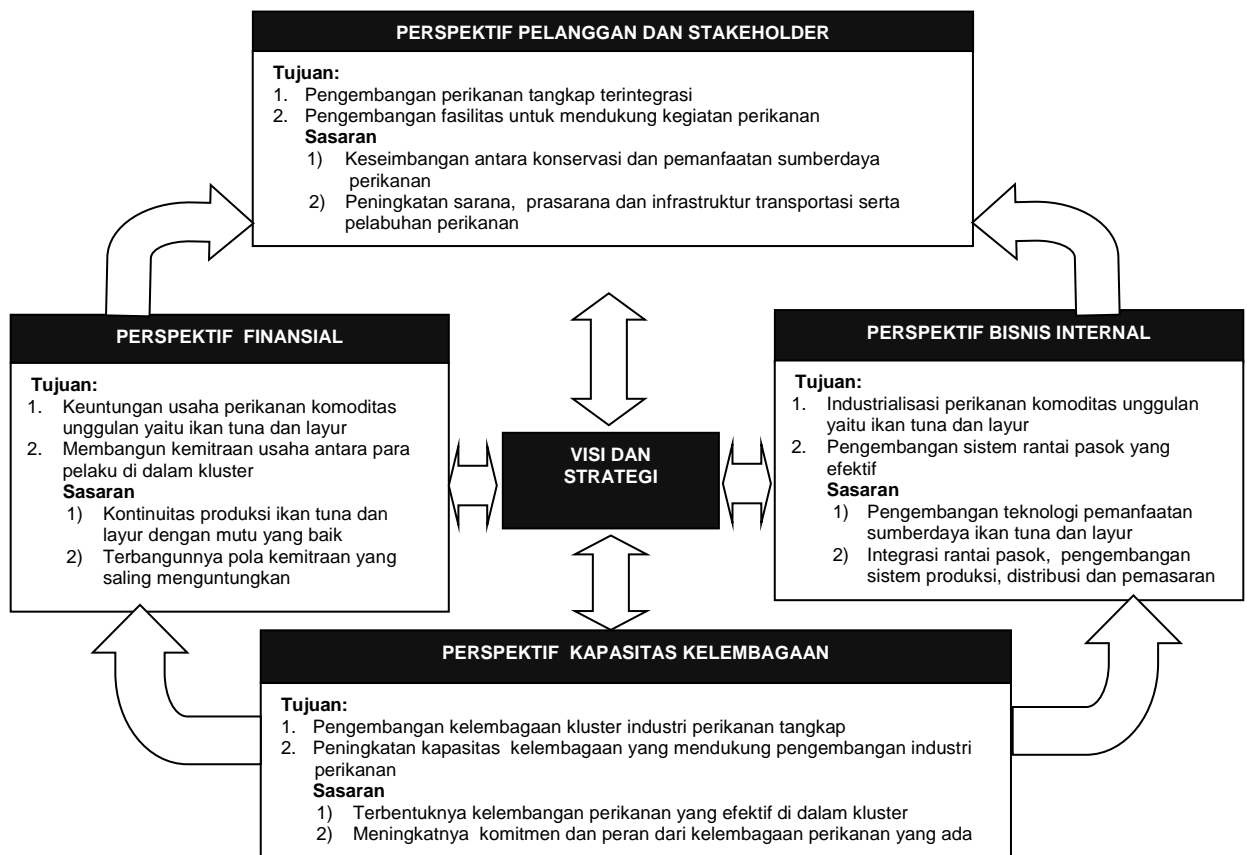 PERSPEKTIF PELANGGAN DAN STAKEHOLDER
Tujuan:
1. Pengembangan perikanan tangkap terintegrasi
2. Pengembangan fasilitas untuk mendukung kegiatan perikanan
Sasaran
1) Keseimbangan antara konservasi dan pemanfaatan sumberdaya
perikanan
2) Peningkatan sarana, prasarana dan infrastruktur transportasi serta
pelabuhan perikanan
PERSPEKTIF FINANSIAL
Tujuan:
1. Keuntungan usaha perikanan komoditas
unggulan yaitu ikan tuna dan layur
2. Membangun kemitraan usaha antara para
pelaku di dalam kluster
Sasaran
1) Kontinuitas produksi ikan tuna dan
layur dengan mutu yang baik
2) Terbangunnya pola kemitraan yang
saling menguntungkan
VISI DAN
STRATEGI
PERSPEKTIF BISNIS INTERNAL
Tujuan:
1. Industrialisasi perikanan komoditas unggulan
yaitu ikan tuna dan layur
2. Pengembangan sistem rantai pasok yang
efektif
Sasaran
1) Pengembangan teknologi pemanfaatan
sumberdaya ikan tuna dan layur
2) Integrasi rantai pasok, pengembangan
sistem produksi, distribusi dan pemasaran
PERSPEKTIF KAPASITAS KELEMBAGAAN
Tujuan:
1. Pengembangan kelembagaan kluster industri perikanan tangkap
2. Peningkatan kapasitas kelembagaan yang mendukung pengembangan industri
perikanan
Sasaran
1) Terbentuknya kelembangan perikanan yang efektif di dalam kluster
2) Meningkatnya komitmen dan peran dari kelembagaan perikanan yang ada